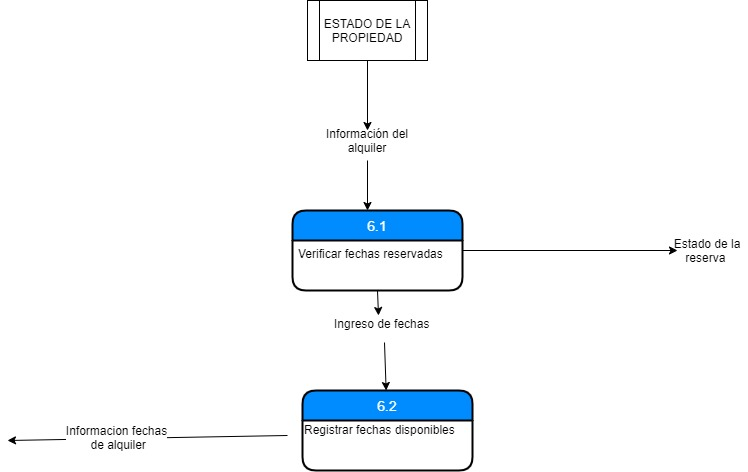 ESTADO DE LA
PROPIEDAD
Información del
alquiler
6.1
Verificar fechas reservadas
Estado de la
reserva
Ingreso de fechas
6.2
Registrar fechas disponibles
Informacion fechas
de alquiler